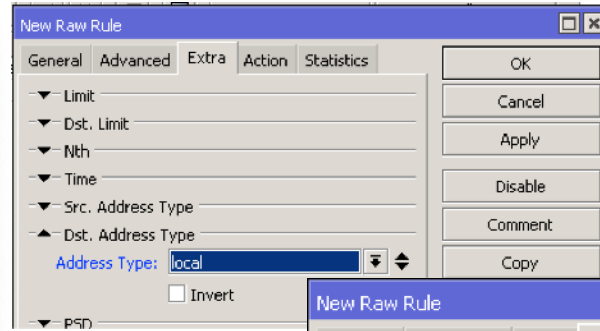 New Raw Rule
General Advanced Extra Action Statistics
OK
Limit
Cancel
Dst. Limit
Apply
Nth
Time
Disable
Src. Address Type
Comment
Dst. Address Type
Address Type: local
Copy
Invert
New Raw Rule
PSD